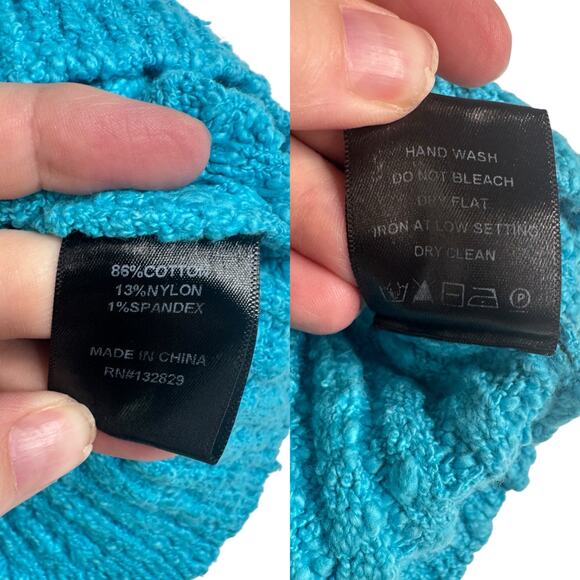 86%COTTON
13%NYLON
1%SPANDEX
MADE IN CHINA
RN#132829
HAND WASH
DO NOT BLEACH
DRY FLAT
IRON AT LOW SETTING
DRY CLEAN
P